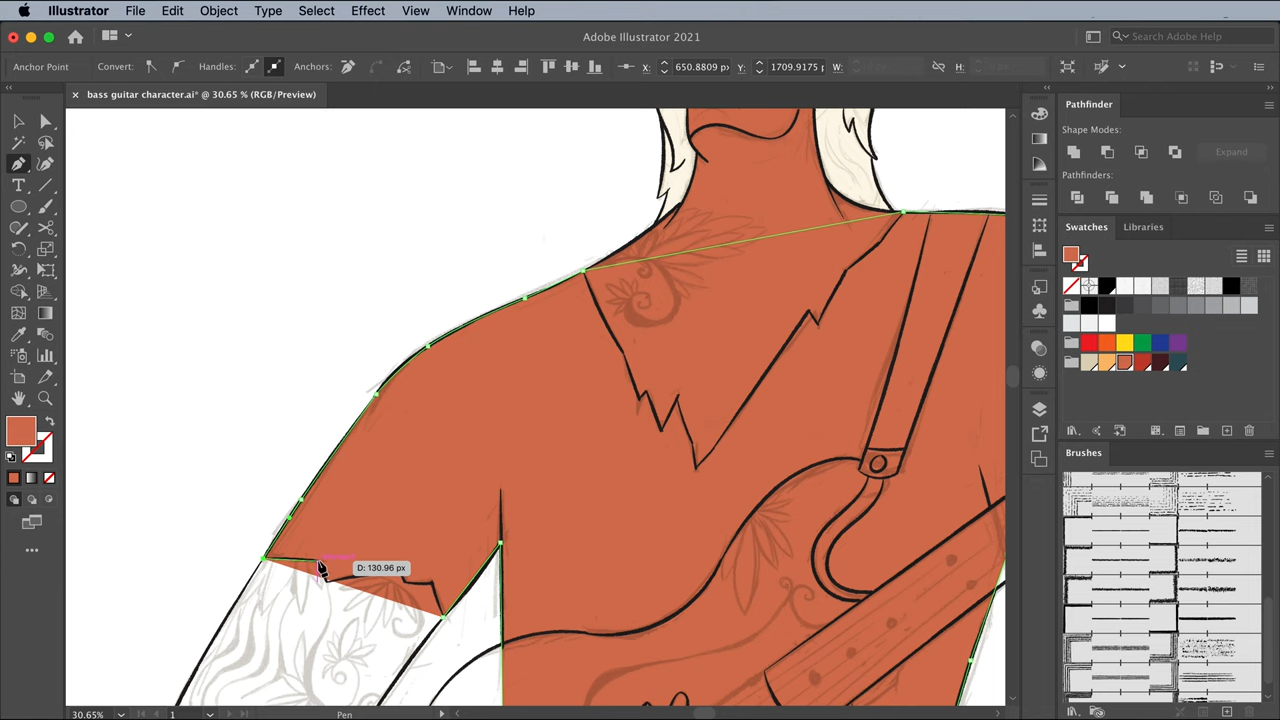 Illustrator File Edit Object Type Select Effect View Window Help
Adobe Illustrator 2021
Search Adobe Help
Anchor Point Convert: Handles: Anchors: X: 650.8809 p Y: 1709.9175 W: H:
× bass guitar character.ai* @ 30.65 % (RGB/Preview)
Pathfinder
Shape Modes:
Expand
Pathfinders:
Swatches Libraries
Brushes
D: 130.96 px
30.65% 1 Pen